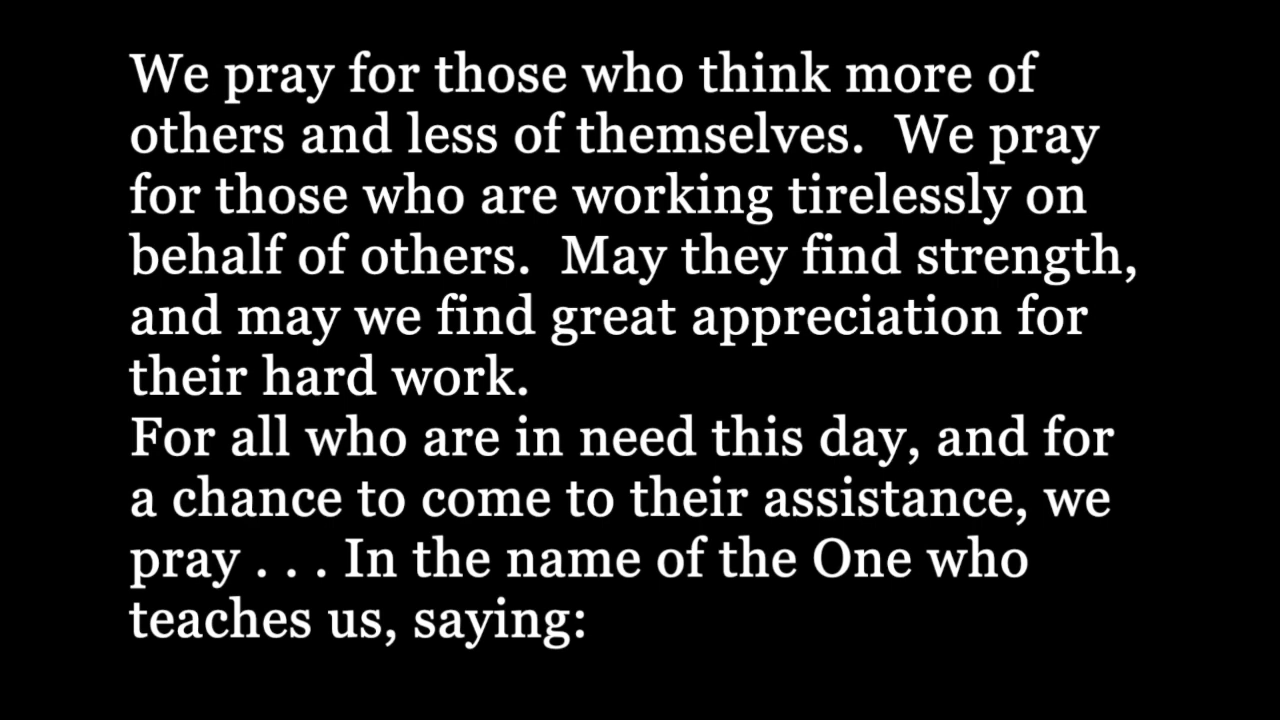 We pray for those who think more of
others and less of themselves.  We pray
for those who are working tirelessly on
behalf of others.  May they find strength,
and may we find great appreciation for
their hard work.
For all who are in need this day, and for
a chance to come to their assistance, we
pray . . . In the name of the One who
teaches us, saying: